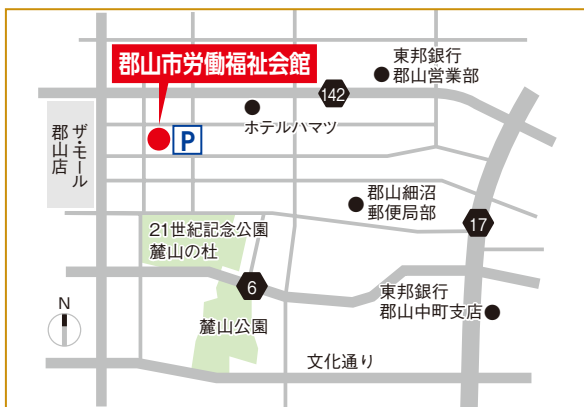 東邦銀行
郡山営業部
郡山市労働福祉会館
142
ホテルハマツ
P
ザ・モール
郡山店
郡山細沼
郵便局部
17
21世紀記念公園
麓山の杜
6
東邦銀行
郡山中町支店
N
麓山公園
文化通り